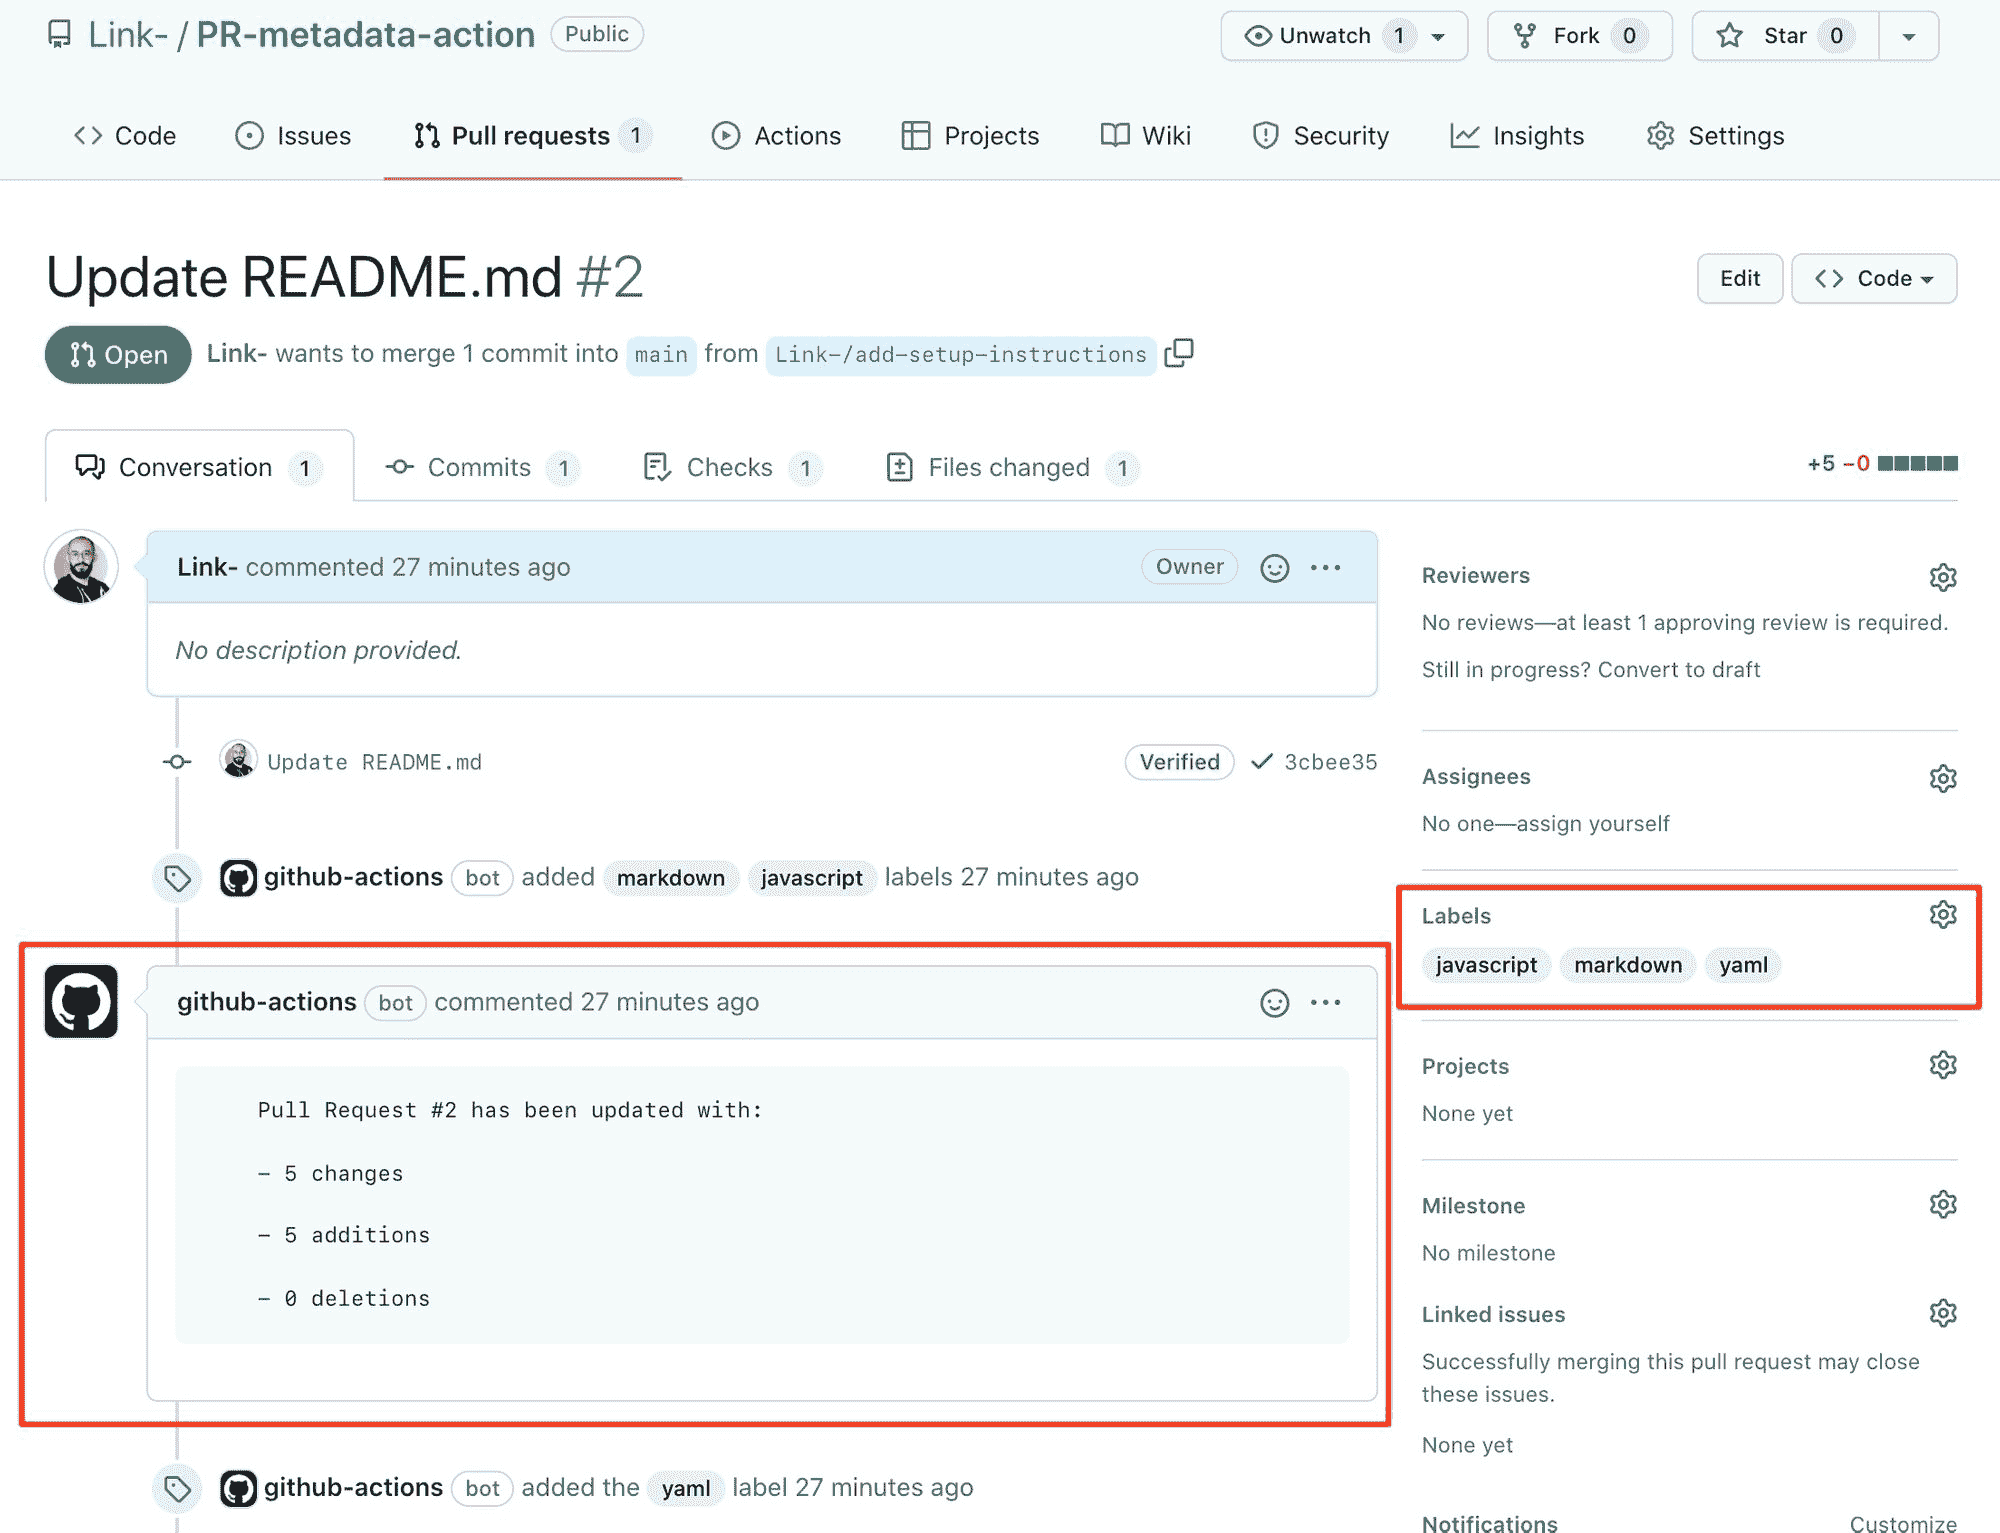 Link- / PR-metadata-action Public
Unwatch 1 Fork 0 Star 0
Code Issues Pull requests 1 Actions Projects Wiki Security Insights Settings
Update README.md #2
Edit Code
Open Link- wants to merge 1 commit into main from Link-/add-setup-instructions
Conversation 1 Commits 1 Checks 1 Files changed 1
+5 −0
Link- commented 27 minutes ago Owner
No description provided.
Update README.md Verified 3cbee35
github-actions bot added markdown javascript labels 27 minutes ago
github-actions bot commented 27 minutes ago
Pull Request #2 has been updated with:
- 5 changes
- 5 additions
- 0 deletions
github-actions bot added the yaml label 27 minutes ago
Reviewers
No reviews—at least 1 approving review is required.
Still in progress? Convert to draft
Assignees
No one—assign yourself
Labels
javascript markdown yaml
Projects
None yet
Milestone
No milestone
Linked issues
Successfully merging this pull request may close
these issues.
None yet
Notifications Customize